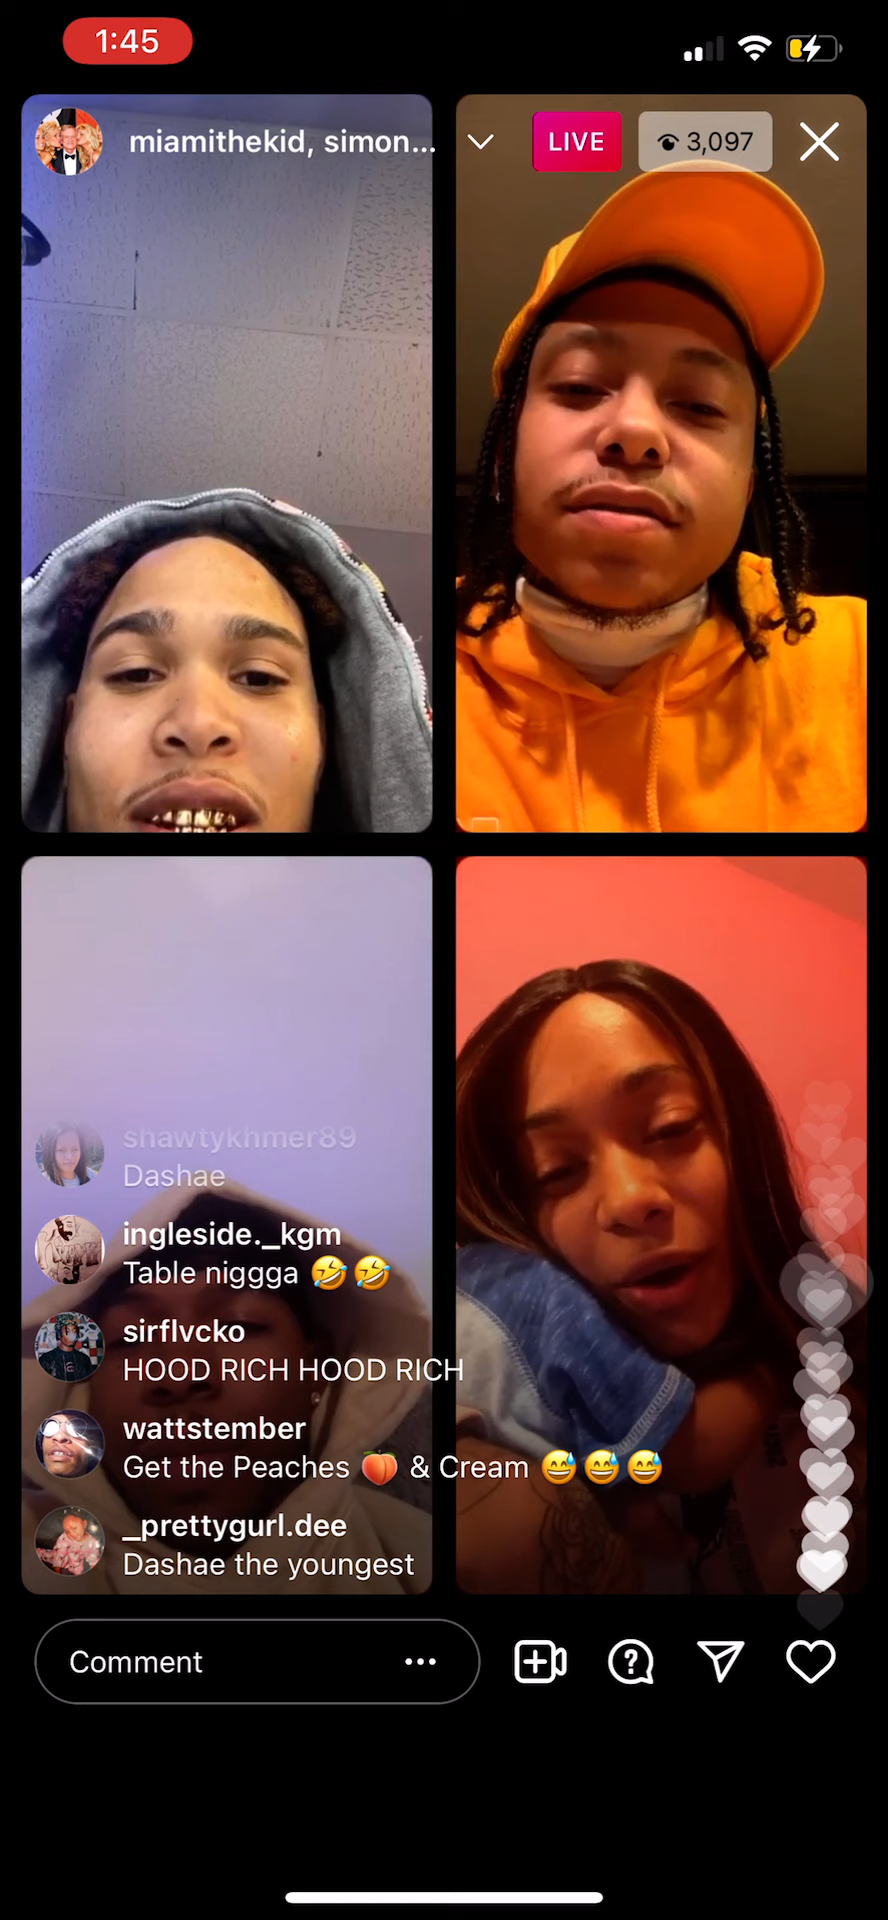 1:45
miamithekid, simon...
LIVE
3,097
shawtykhmer89
Dashae
ingleside._kgm
Table niggga 🤣🤣
sirflvcko
HOOD RICH HOOD RICH
wattstember
Get the Peaches 🍑 & Cream 😅😅😅
_prettygurl.dee
Dashae the youngest
Comment